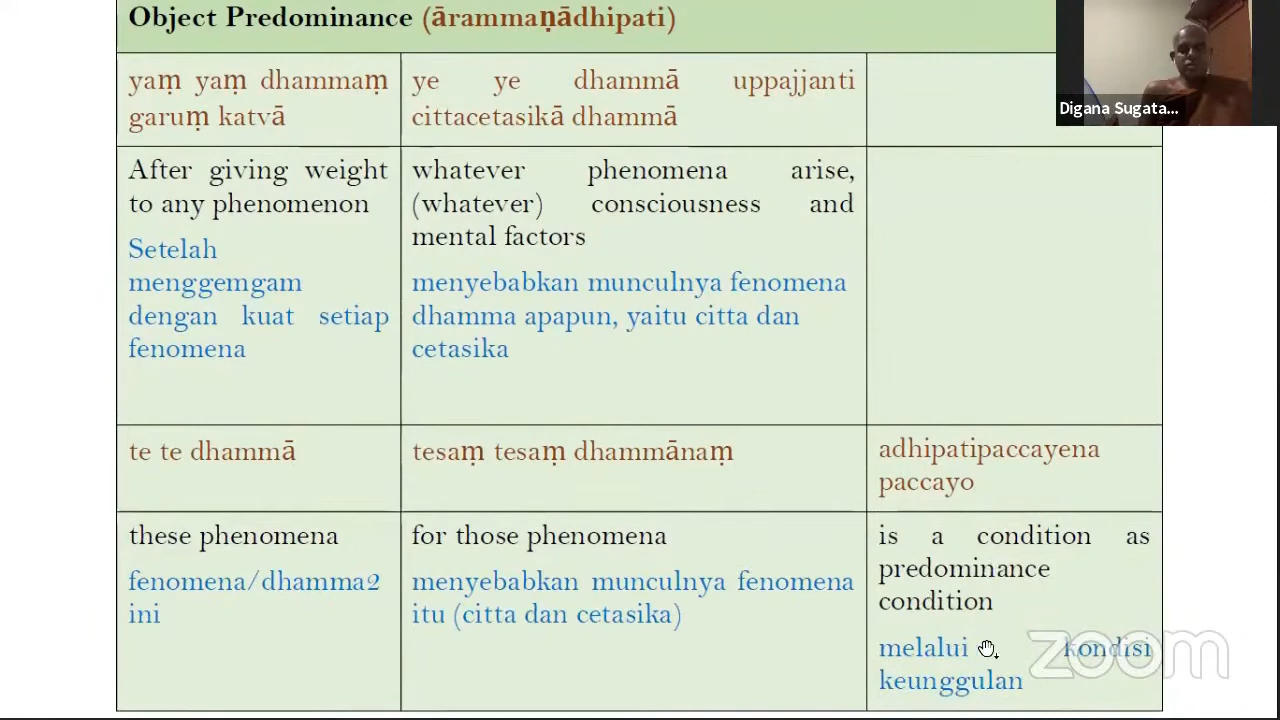 Object Predominance (ārammaṇādhipati)
yaṃ yaṃ dhammaṃ
garuṃ katvā
ye ye dhammā uppajjanti
cittacetasikā dhammā
After giving weight
to any phenomenon
Setelah
menggemgam
dengan kuat setiap
fenomena
whatever phenomena arise,
(whatever) consciousness and
mental factors
menyebabkan munculnya fenomena
dhamma apapun, yaitu citta dan
cetasika
te te dhammā
tesaṃ tesaṃ dhammānaṃ
adhipatipaccayena
paccayo
these phenomena
fenomena/dhamma2
ini
for those phenomena
menyebabkan munculnya fenomena
itu (citta dan cetasika)
is a condition as
predominance
condition
melalui kondisi
keunggulan
Digana Sugata...
zoom